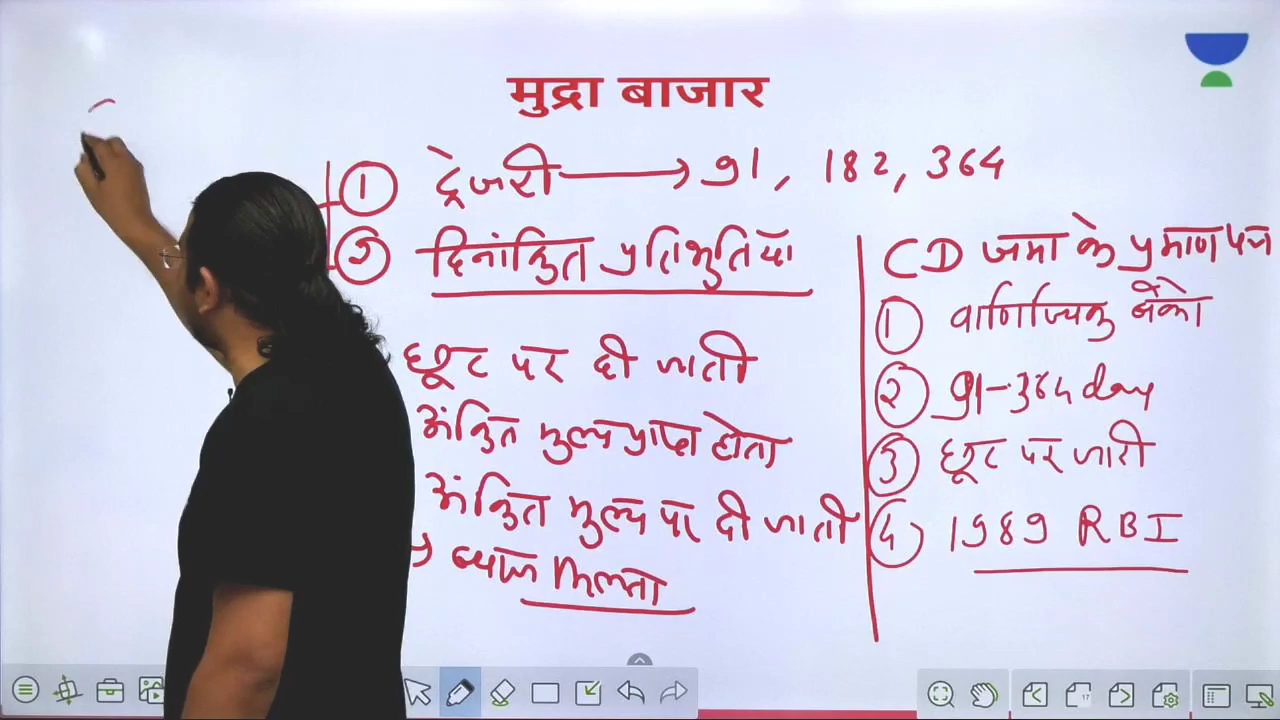 मुद्रा बाजार
① ट्रेजरी → 91, 182, 364
② दिनांकित प्रतिभुतिया
छूट पर दी जाती
अंकित मुल्य प्राप्त होता
अंकित मुल्य पर दी जाती
→ ब्याज मिलता
CD जमा के प्रमाण पत्र
① वाणिज्यिक बैंको
② 91-364 day
③ छूट पर जारी
④ 1989 RBI
17